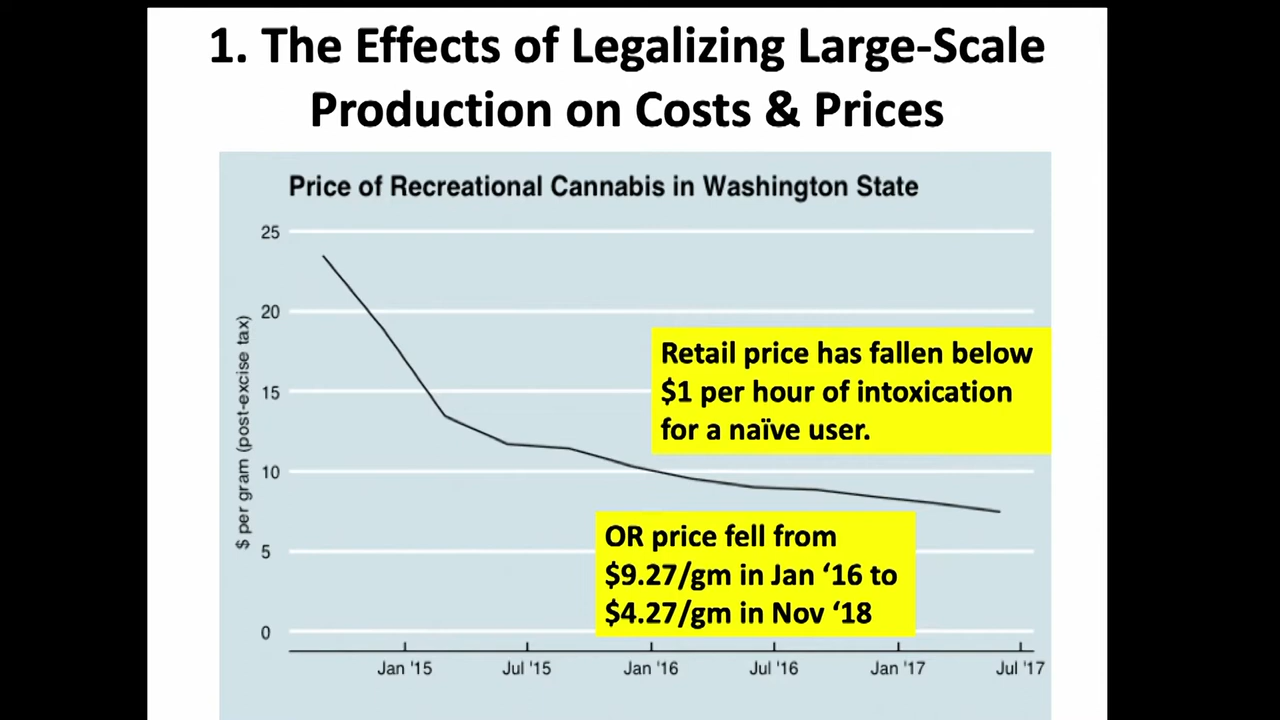 1. The Effects of Legalizing Large-Scale
Production on Costs & Prices
Price of Recreational Cannabis in Washington State
$ per gram (post-excise tax)
25
20
15
10
5
0
Retail price has fallen below
$1 per hour of intoxication
for a naïve user.
OR price fell from
$9.27/gm in Jan ‘16 to
$4.27/gm in Nov ‘18
Jan '15 Jul '15 Jan '16 Jul '16 Jan '17 Jul '17